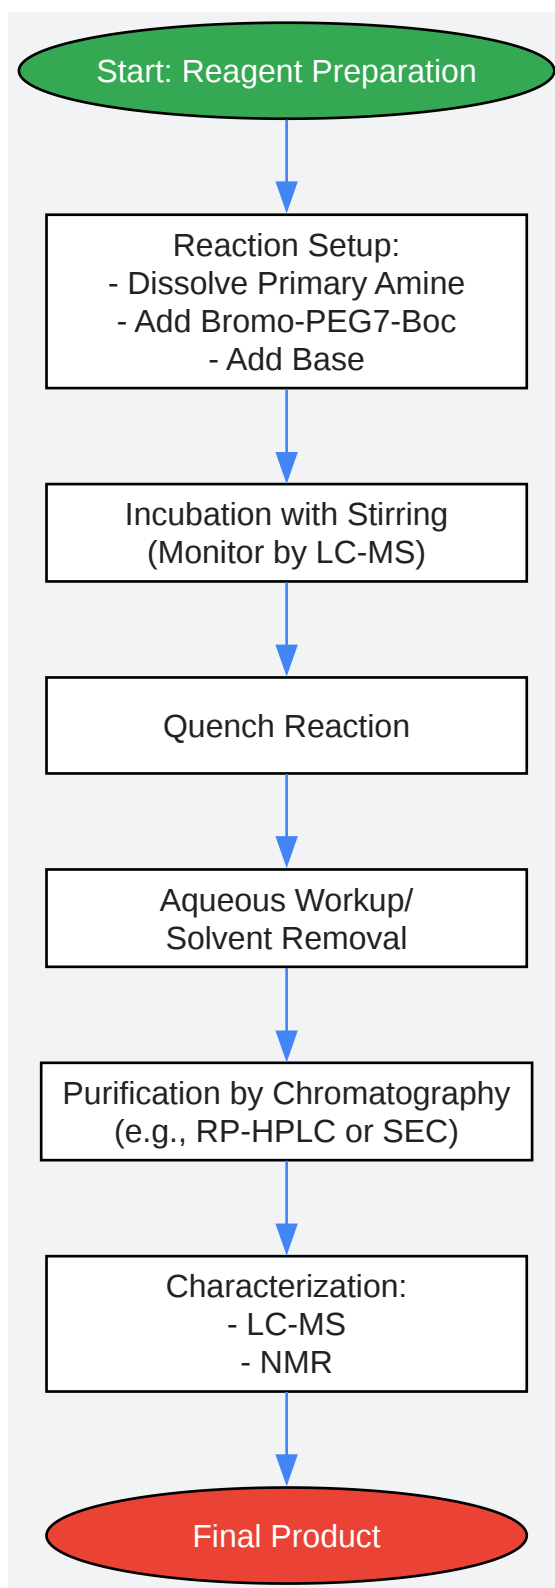 Start: Reagent Preparation
Reaction Setup:
- Dissolve Primary Amine
- Add Bromo-PEG7-Boc
- Add Base
Incubation with Stirring
(Monitor by LC-MS)
Quench Reaction
Aqueous Workup/
Solvent Removal
Purification by Chromatography
(e.g., RP-HPLC or SEC)
Characterization:
- LC-MS
- NMR
Final Product